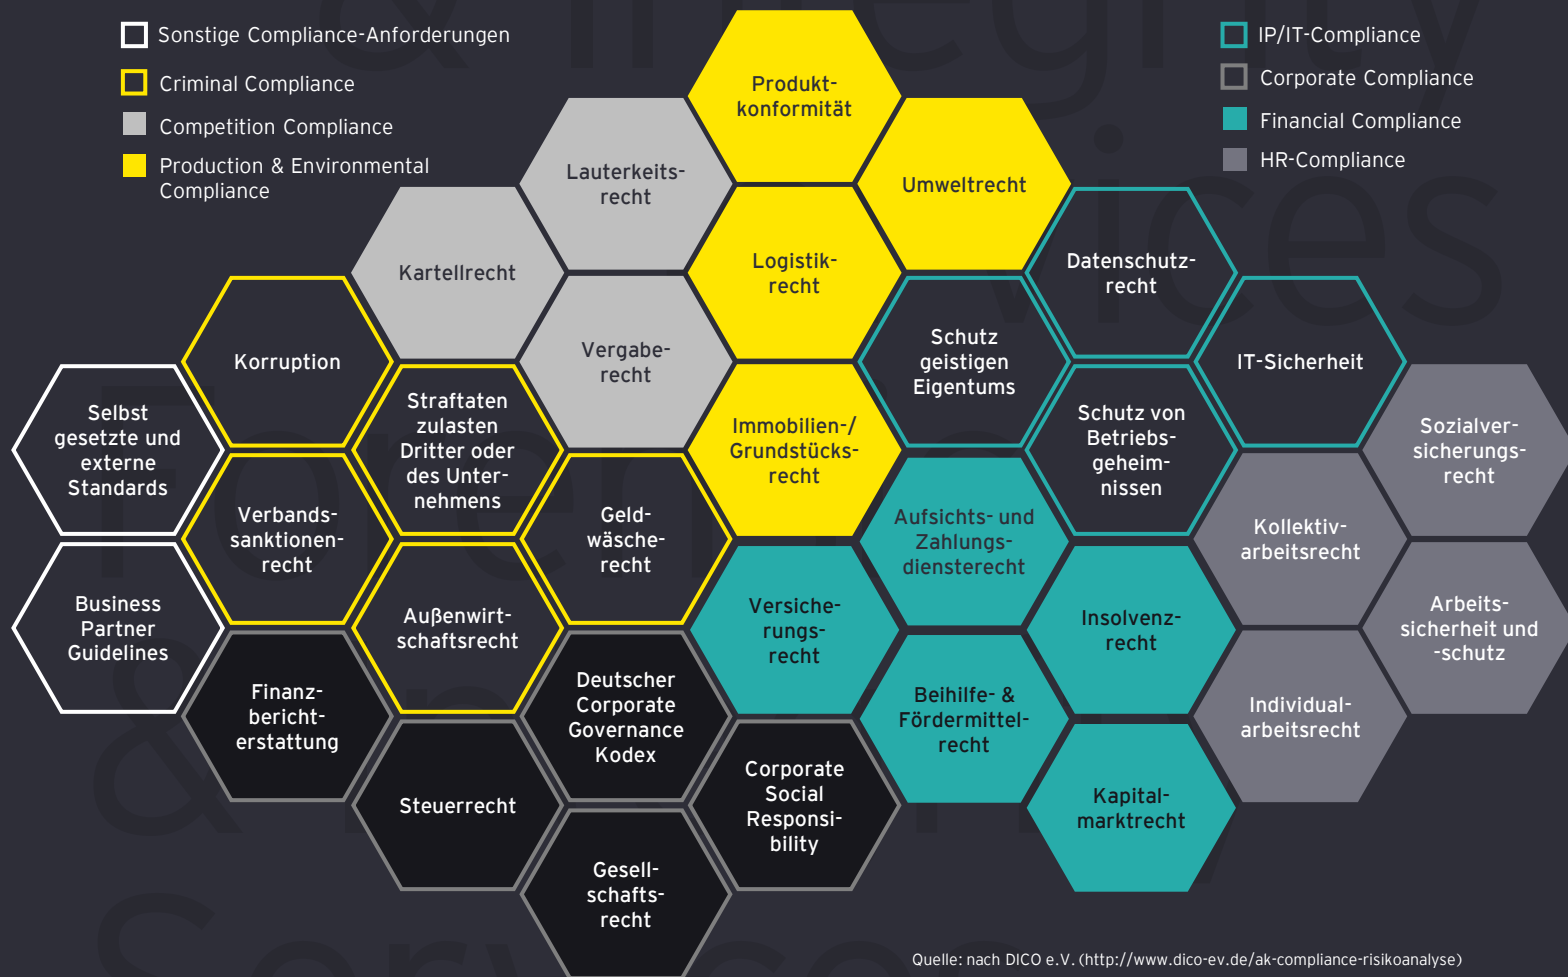 Sonstige Compliance-Anforderungen
Criminal Compliance
Competition Compliance
Production & Environmental
Compliance
IP/IT-Compliance
Corporate Compliance
Financial Compliance
HR-Compliance
Produkt-
konformität
Lauterkeits-
recht
Umweltrecht
Kartellrecht
Logistik-
recht
Datenschutz-
recht
Korruption
Vergabe-
recht
Schutz
geistigen
Eigentums
IT-Sicherheit
Selbst
gesetzte und
externe
Standards
Straftaten
zulasten
Dritter oder
des Unter-
nehmens
Immobilien-/
Grundstücks-
recht
Schutz von
Betriebs-
geheim-
nissen
Sozialver-
sicherungs-
recht
Verbands-
sanktionen-
recht
Geld-
wäsche-
recht
Aufsichts- und
Zahlungs-
diensterecht
Kollektiv-
arbeitsrecht
Business
Partner
Guidelines
Außenwirt-
schaftsrecht
Versiche-
rungs-
recht
Insolvenz-
recht
Arbeits-
sicherheit und
-schutz
Finanz-
bericht-
erstattung
Deutscher
Corporate
Governance
Kodex
Beihilfe- &
Fördermittel-
recht
Individual-
arbeitsrecht
Steuerrecht
Corporate
Social
Responsi-
bility
Kapital-
marktrecht
Gesell-
schafts-
recht
Quelle: nach DICO e.V. (http://www.dico-ev.de/ak-compliance-risikoanalyse)